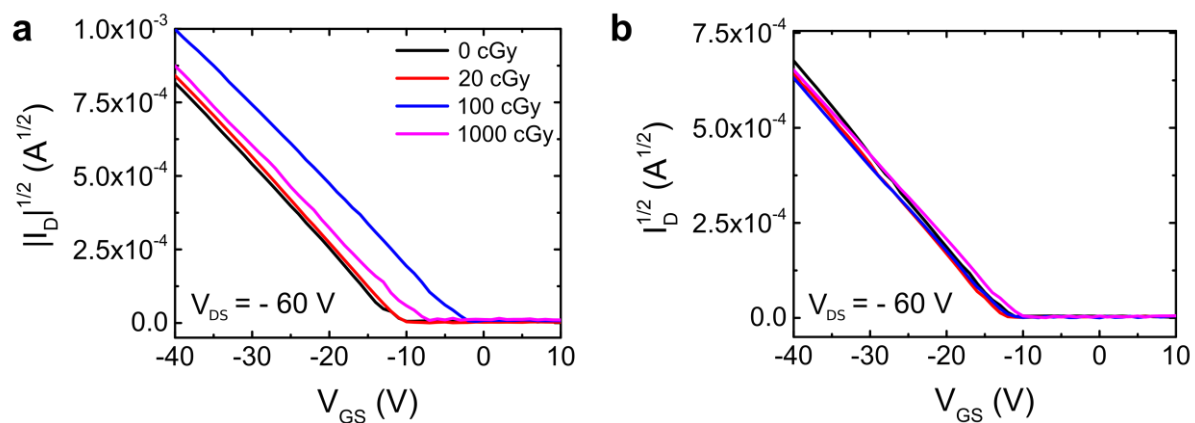 a
1.0x10⁻³
7.5x10⁻⁴
5.0x10⁻⁴
2.5x10⁻⁴
0.0
|I_D|^{1/2} (A^{1/2})
0 cGy
20 cGy
100 cGy
1000 cGy
V_DS = - 60 V
-40 -30 -20 -10 0 10
V_GS (V)
b
7.5x10⁻⁴
5.0x10⁻⁴
2.5x10⁻⁴
0.0
I_D^{1/2} (A^{1/2})
V_DS = - 60 V
-40 -30 -20 -10 0 10
V_GS (V)